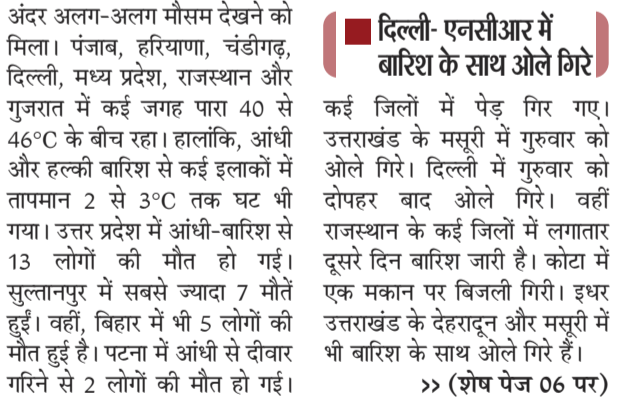 अंदर अलग-अलग मौसम देखने को
मिला। पंजाब, हरियाणा, चंडीगढ़,
दिल्ली, मध्य प्रदेश, राजस्थान और
गुजरात में कई जगह पारा 40 से
46°C के बीच रहा। हालांकि, आंधी
और हल्की बारिश से कई इलाकों में
तापमान 2 से 3°C तक घट भी
गया। उत्तर प्रदेश में आंधी-बारिश से
13 लोगों की मौत हो गई।
सुल्तानपुर में सबसे ज्यादा 7 मौतें
हुईं। वहीं, बिहार में भी 5 लोगों की
मौत हुई है। पटना में आंधी से दीवार
गरिने से 2 लोगों की मौत हो गई।
दिल्ली- एनसीआर में
बारिश के साथ ओले गिरे
कई जिलों में पेड़ गिर गए।
उत्तराखंड के मसूरी में गुरुवार को
ओले गिरे। दिल्ली में गुरुवार को
दोपहर बाद ओले गिरे। वहीं
राजस्थान के कई जिलों में लगातार
दूसरे दिन बारिश जारी है। कोटा में
एक मकान पर बिजली गिरी। इधर
उत्तराखंड के देहरादून और मसूरी में
भी बारिश के साथ ओले गिरे हैं।
>> (शेष पेज 06 पर)